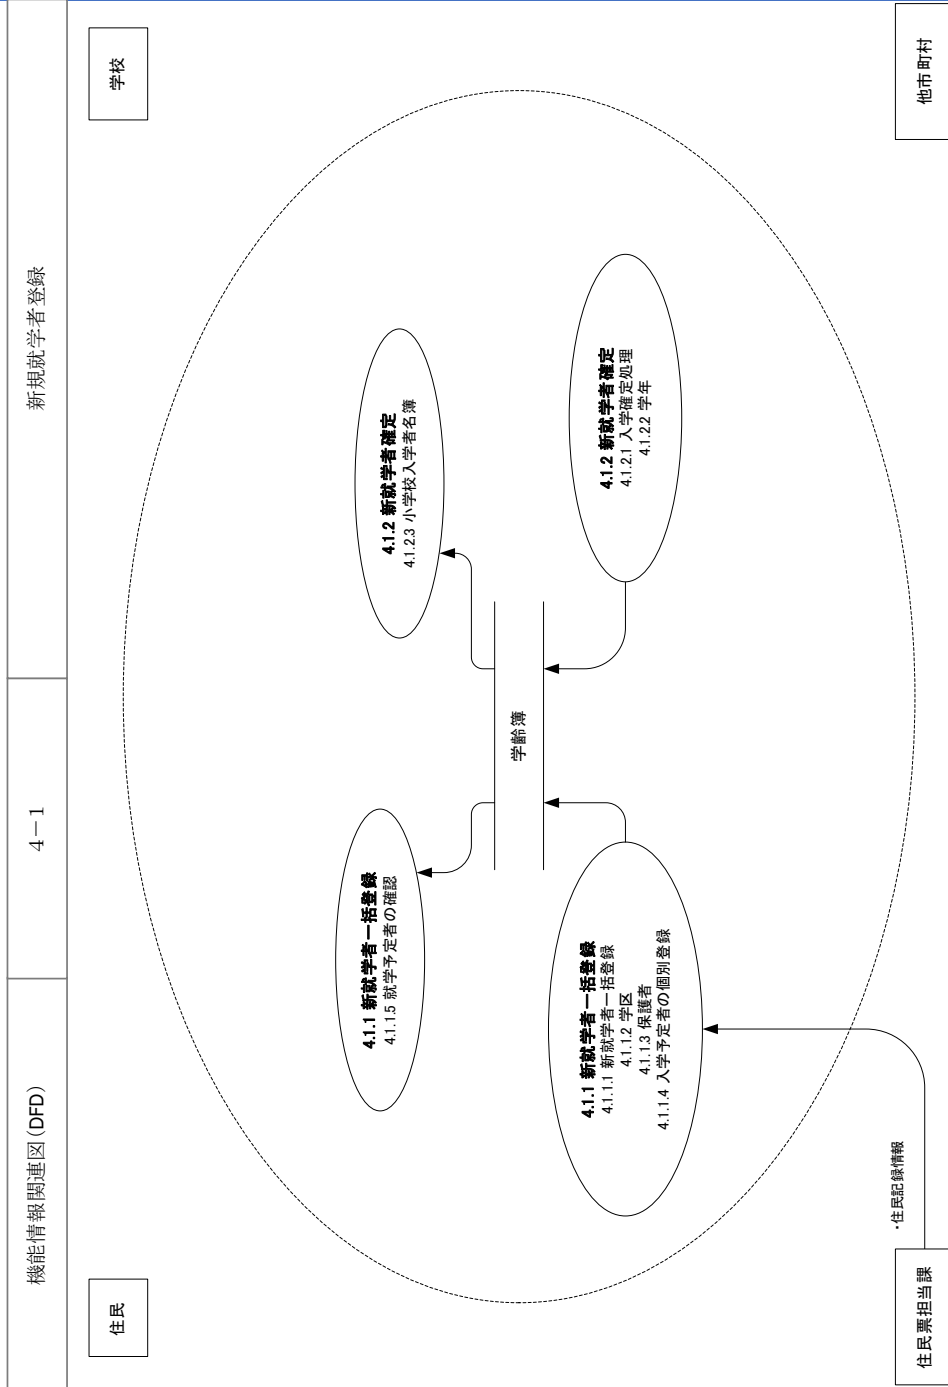 機能情報関連図(DFD)
4－1
新規就学者登録
住民
学校
4.1.1 新就学者一括登録
4.1.1.5 就学予定者の確認
4.1.2 新就学者確定
4.1.2.3 小学校入学者名簿
学齢簿
4.1.1 新就学者一括登録
4.1.1.1 新就学者一括登録
4.1.1.2 学区
4.1.1.3 保護者
4.1.1.4 入学予定者の個別登録
4.1.2 新就学者確定
4.1.2.1 入学確定処理
4.1.2.2 学年
・住民記録情報
住民票担当課
他市町村